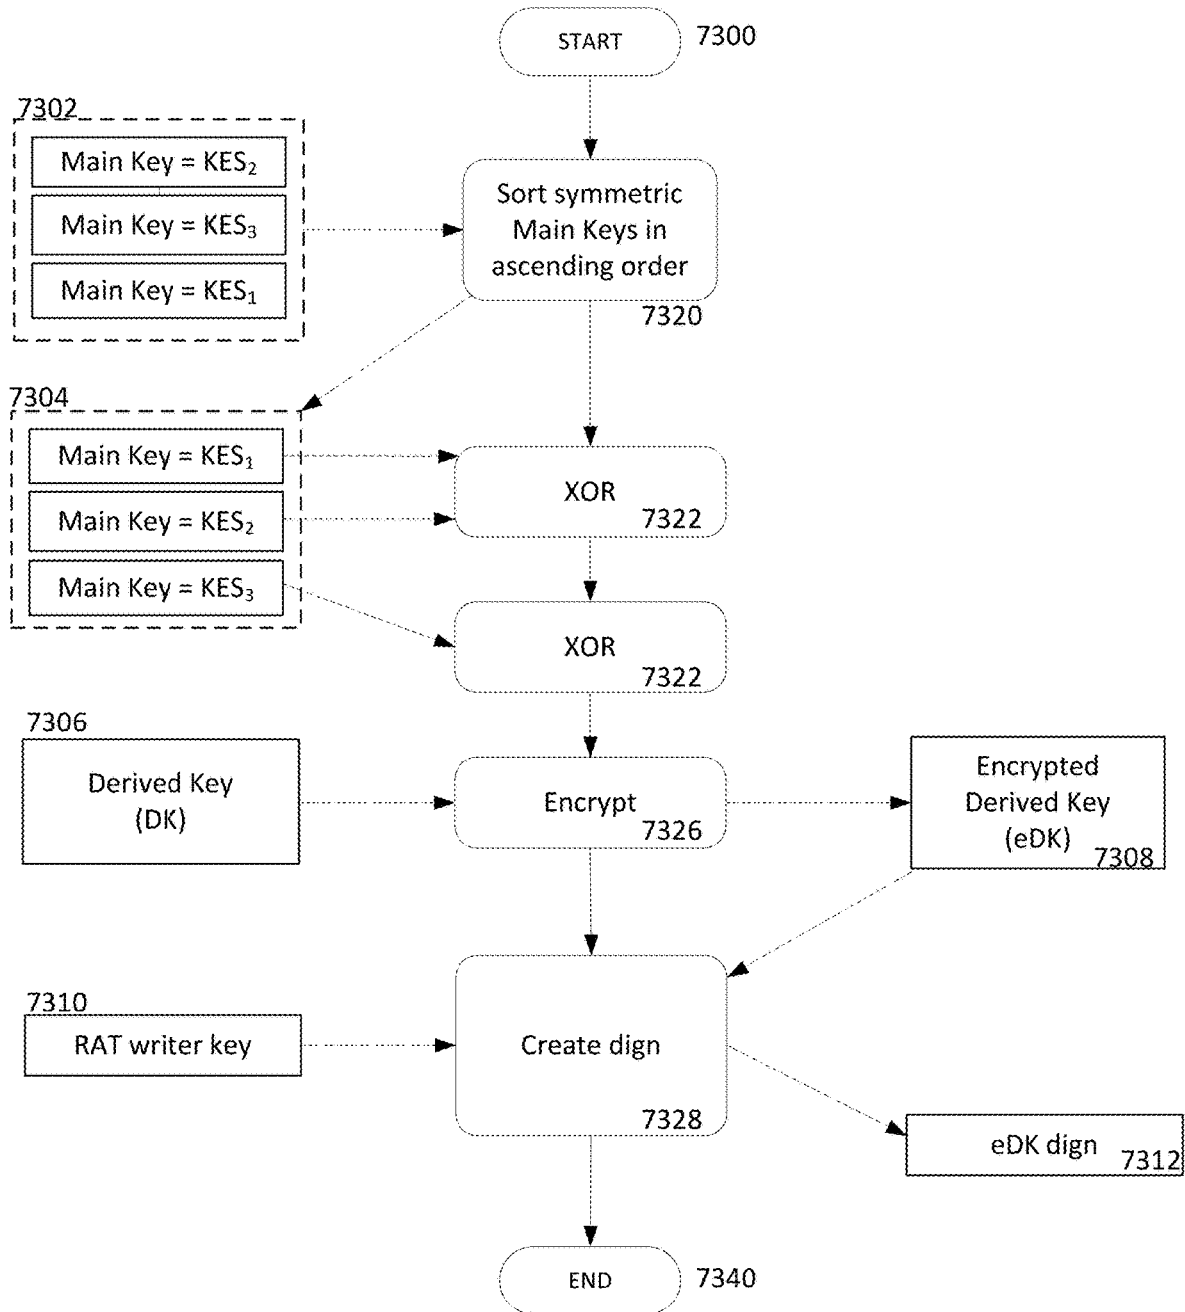 START
7300
7302
Main Key = KES₂
Main Key = KES₃
Main Key = KES₁
Sort symmetric
Main Keys in
ascending order
7320
7304
Main Key = KES₁
Main Key = KES₂
Main Key = KES₃
XOR
7322
XOR
7322
7306
Derived Key
(DK)
Encrypt
7326
Encrypted
Derived Key
(eDK)
7308
7310
RAT writer key
Create dign
7328
eDK dign
7312
END
7340